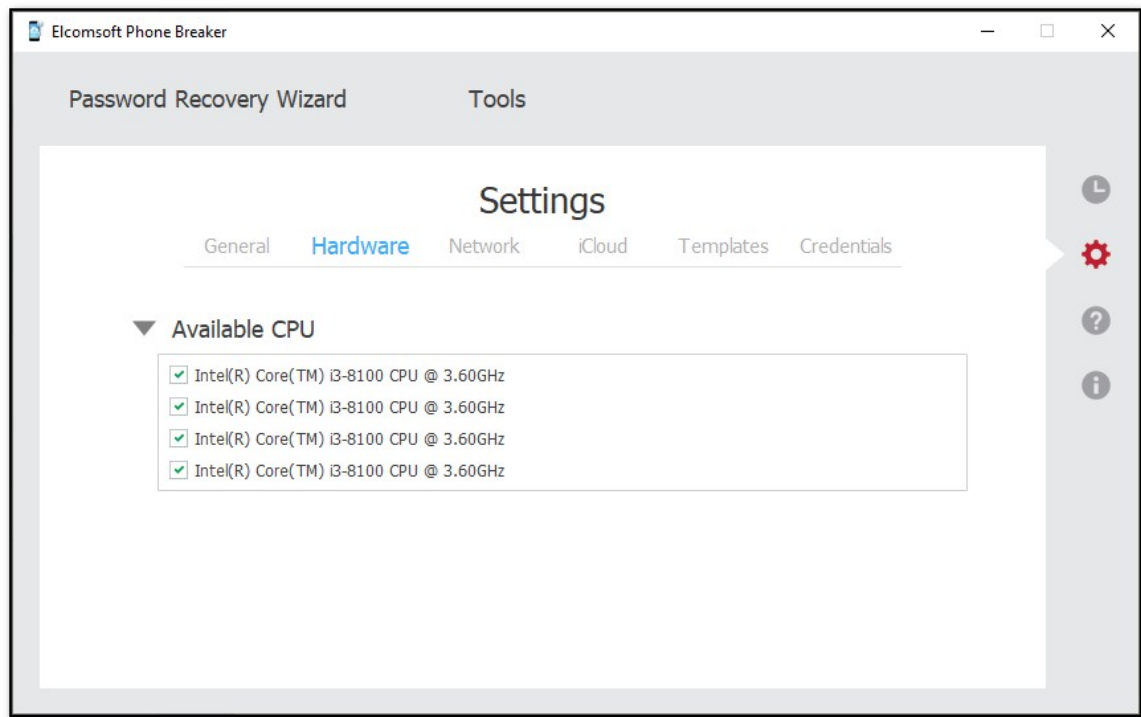 Elcomsoft Phone Breaker
Password Recovery Wizard Tools
Settings
General Hardware Network iCloud Templates Credentials
Available CPU
Intel(R) Core(TM) i3-8100 CPU @ 3.60GHz
Intel(R) Core(TM) i3-8100 CPU @ 3.60GHz
Intel(R) Core(TM) i3-8100 CPU @ 3.60GHz
Intel(R) Core(TM) i3-8100 CPU @ 3.60GHz